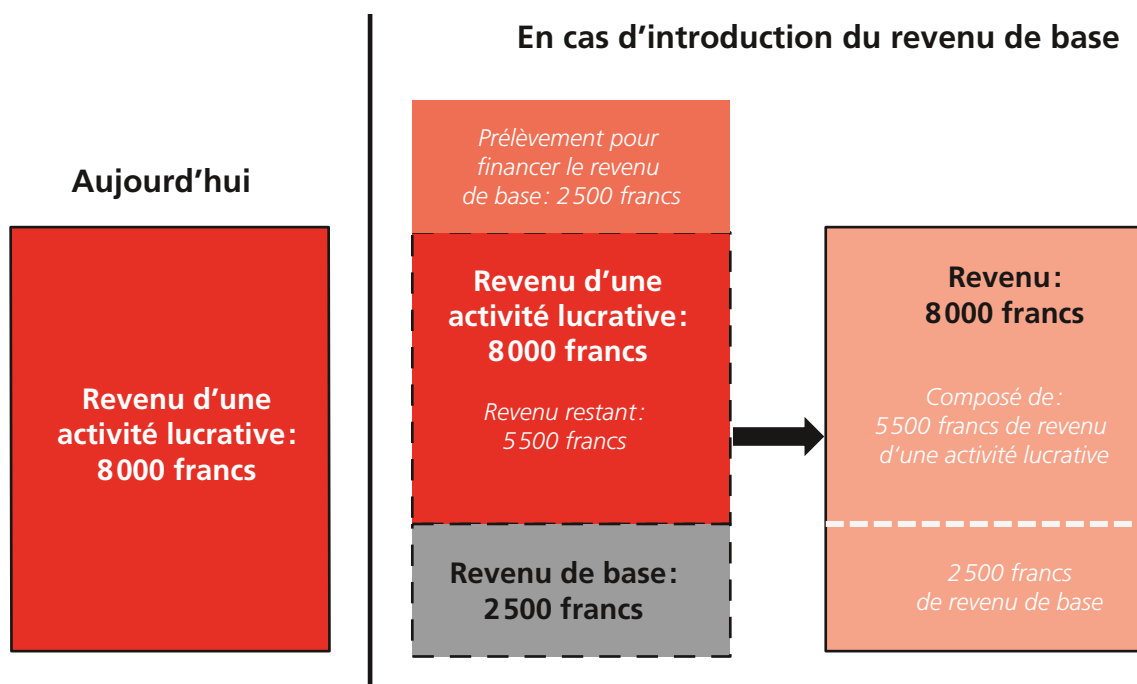 Aujourd’hui
Revenu d’une
activité lucrative:
8000 francs
En cas d’introduction du revenu de base
Prélèvement pour
financer le revenu
de base: 2500 francs
Revenu d’une
activité lucrative:
8000 francs
Revenu restant:
5500 francs
Revenu de base:
2500 francs
Revenu:
8000 francs
Composé de:
5500 francs de revenu
d’une activité lucrative
2500 francs
de revenu de base